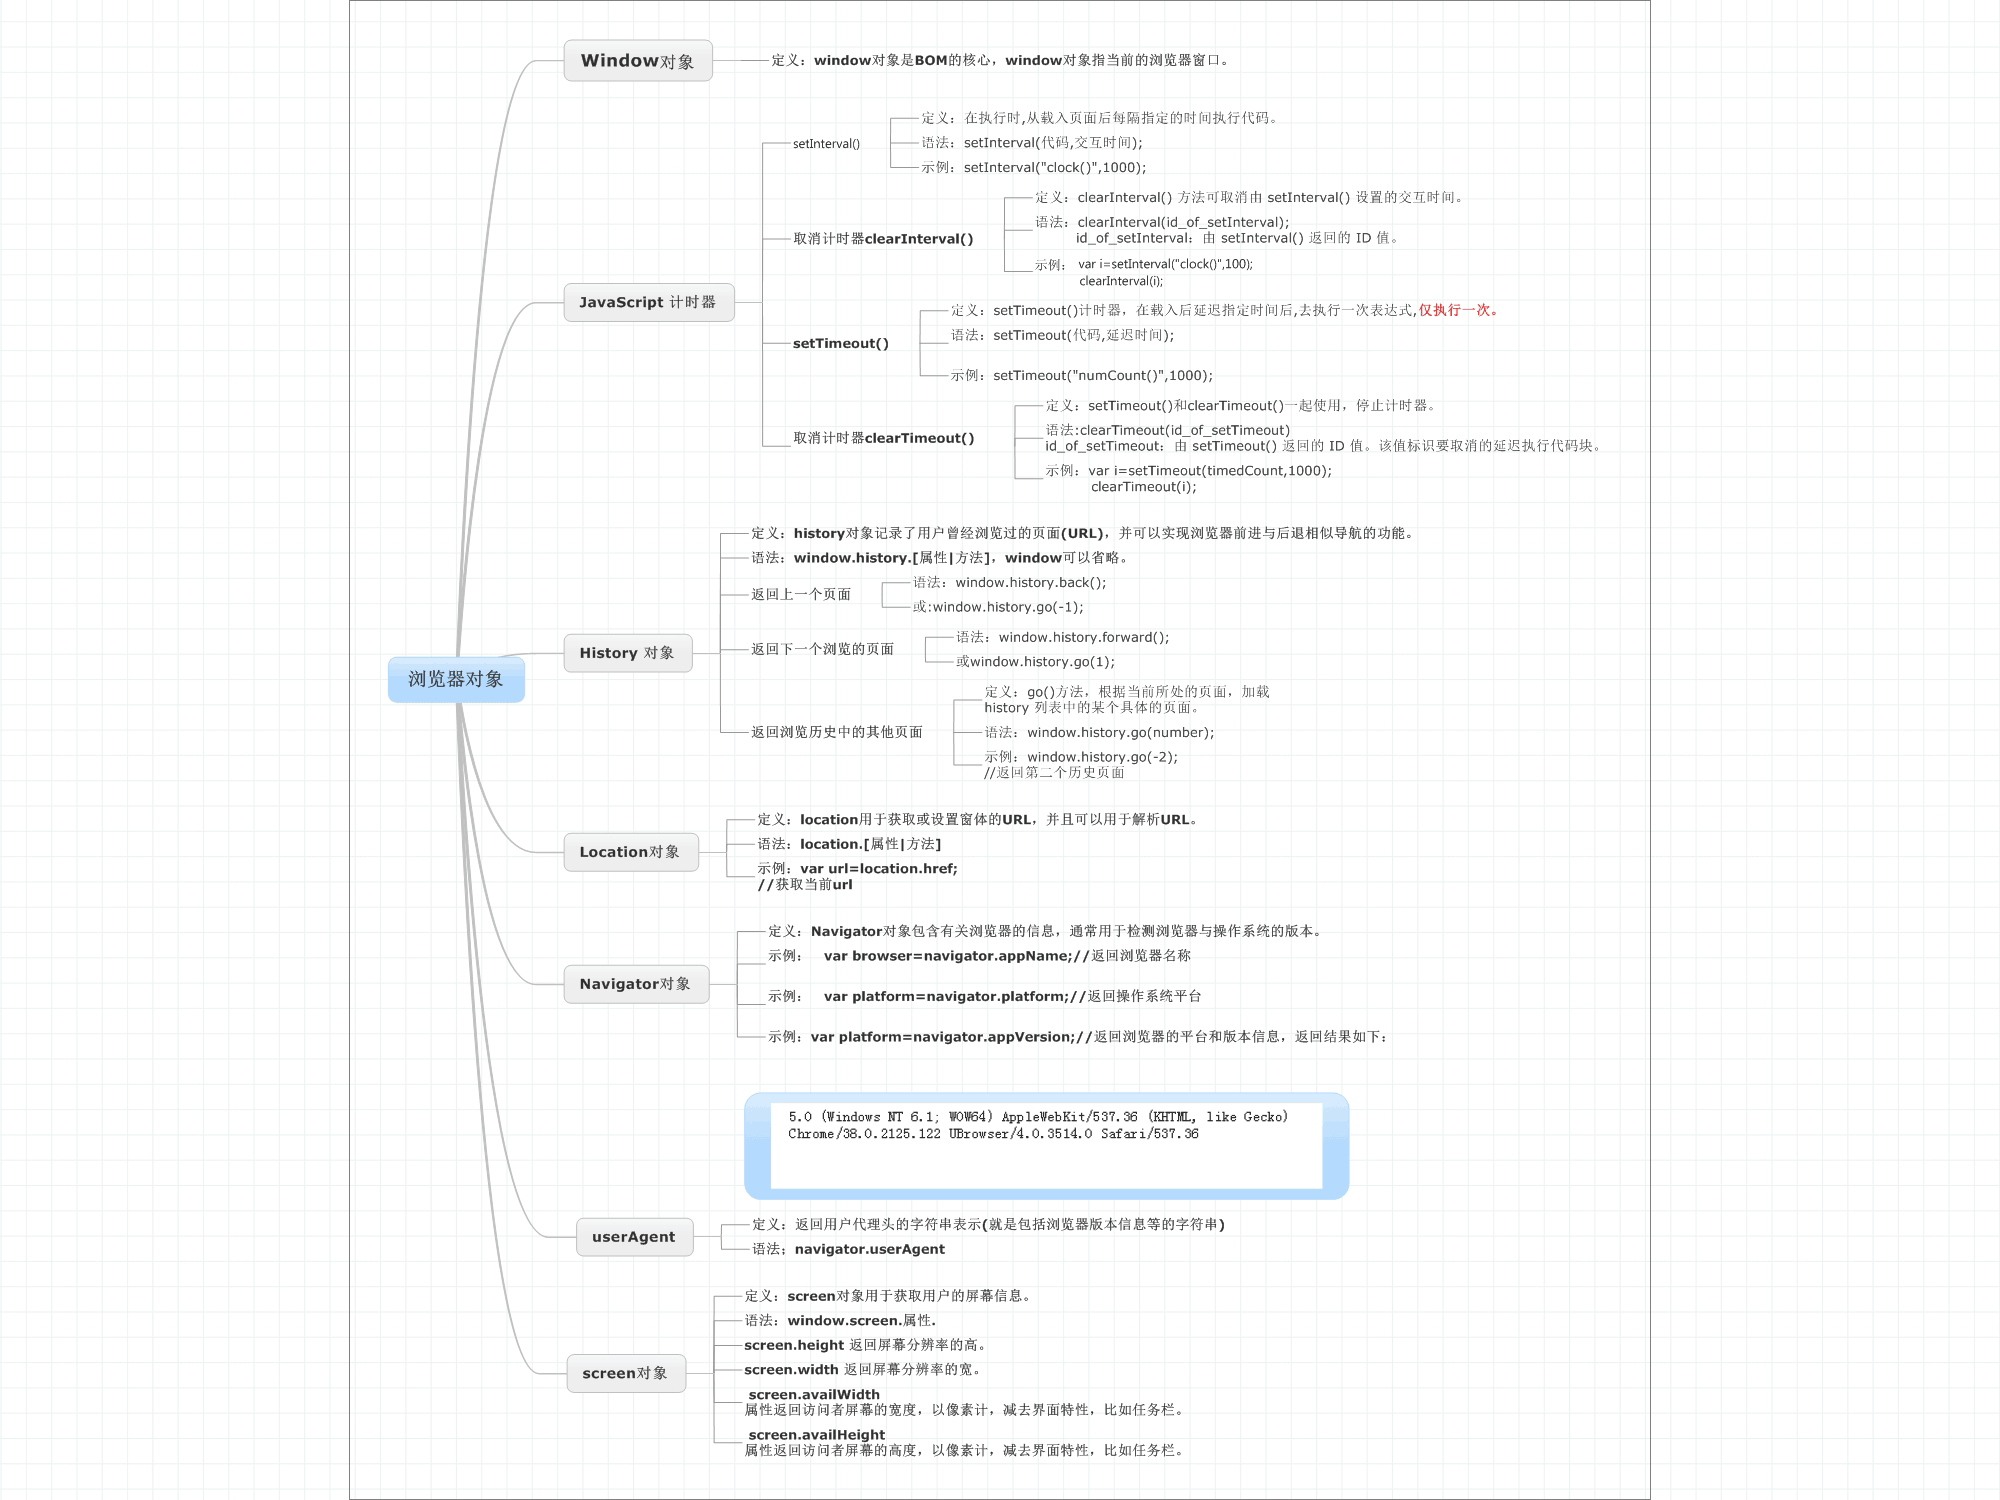 Window对象
定义：window对象是BOM的核心，window对象指当前的浏览器窗口。
定义：在执行时,从载入页面后每隔指定的时间执行代码。
setInterval()
语法：setInterval(代码,交互时间);
示例：setInterval("clock()",1000);
定义：clearInterval() 方法可取消由 setInterval() 设置的交互时间。
语法：clearInterval(id_of_setInterval);
id_of_setInterval：由 setInterval() 返回的 ID 值。
取消计时器clearInterval()
示例： var i=setInterval("clock()",100);
clearInterval(i);
JavaScript 计时器
定义：setTimeout()计时器，在载入后延迟指定时间后,去执行一次表达式,仅执行一次。
语法：setTimeout(代码,延迟时间);
setTimeout()
示例：setTimeout("numCount()",1000);
定义：setTimeout()和clearTimeout()一起使用，停止计时器。
语法:clearTimeout(id_of_setTimeout)
id_of_setTimeout：由 setTimeout() 返回的 ID 值。该值标识要取消的延迟执行代码块。
取消计时器clearTimeout()
示例：var i=setTimeout(timedCount,1000);
clearTimeout(i);
定义：history对象记录了用户曾经浏览过的页面(URL)，并可以实现浏览器前进与后退相似导航的功能。
语法：window.history.[属性|方法]，window可以省略。
返回上一个页面
语法：window.history.back();
或:window.history.go(-1);
History 对象
返回下一个浏览的页面
语法：window.history.forward();
或window.history.go(1);
浏览器对象
定义：go()方法，根据当前所处的页面，加载
history 列表中的某个具体的页面。
返回浏览历史中的其他页面
语法：window.history.go(number);
示例：window.history.go(-2);
//返回第二个历史页面
定义：location用于获取或设置窗体的URL，并且可以用于解析URL。
Location对象
语法：location.[属性|方法]
示例：var url=location.href;
//获取当前url
定义：Navigator对象包含有关浏览器的信息，通常用于检测浏览器与操作系统的版本。
示例： var browser=navigator.appName;//返回浏览器名称
Navigator对象
示例： var platform=navigator.platform;//返回操作系统平台
示例：var platform=navigator.appVersion;//返回浏览器的平台和版本信息，返回结果如下：
5.0 (Windows NT 6.1; WOW64) AppleWebKit/537.36 (KHTML, like Gecko)
Chrome/38.0.2125.122 UBrowser/4.0.3514.0 Safari/537.36
userAgent
定义：返回用户代理头的字符串表示(就是包括浏览器版本信息等的字符串)
语法；navigator.userAgent
定义：screen对象用于获取用户的屏幕信息。
语法：window.screen.属性.
screen.height 返回屏幕分辨率的高。
screen对象
screen.width 返回屏幕分辨率的宽。
screen.availWidth
属性返回访问者屏幕的宽度，以像素计，减去界面特性，比如任务栏。
screen.availHeight
属性返回访问者屏幕的高度，以像素计，减去界面特性，比如任务栏。